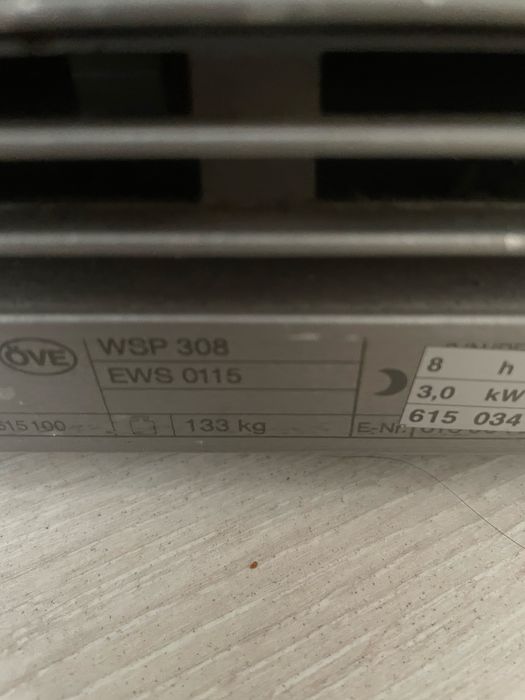 ÖVE
WSP 308
EWS 0115
8 h
3,0 kW
615 034
133 kg
E-Nr.